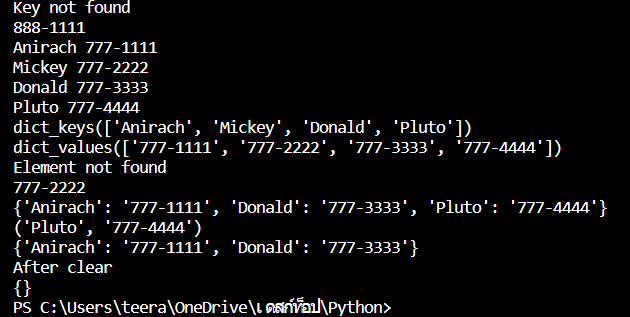 Key not found
888-1111
Anirach 777-1111
Mickey 777-2222
Donald 777-3333
Pluto 777-4444
dict_keys(['Anirach', 'Mickey', 'Donald', 'Pluto'])
dict_values(['777-1111', '777-2222', '777-3333', '777-4444'])
Element not found
777-2222
{'Anirach': '777-1111', 'Donald': '777-3333', 'Pluto': '777-4444'}
('Pluto', '777-4444')
{'Anirach': '777-1111', 'Donald': '777-3333'}
After clear
{}
PS C:\Users\teera\OneDrive\เดสก์ท็อป\Python>